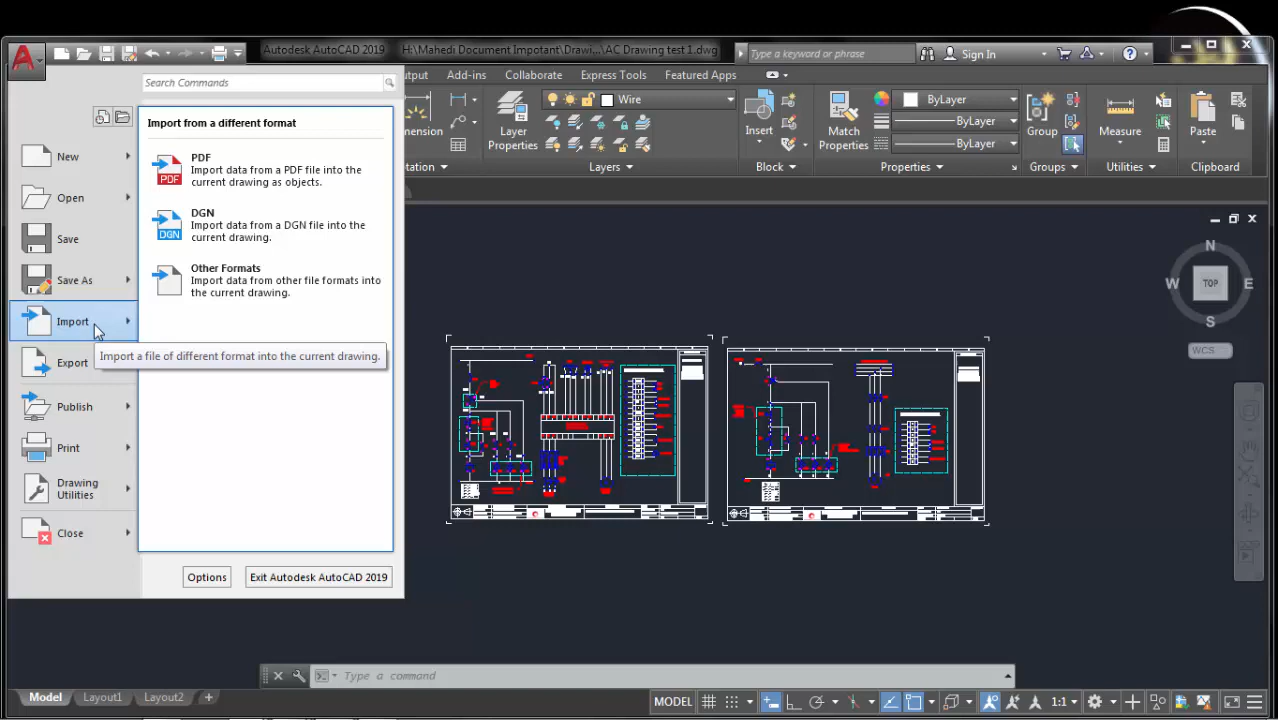 Autodesk AutoCAD 2019 H:\Mahedi Document Impotant\Drawi...\AC Drawing test 1.dwg
Type a keyword or phrase
Sign In
Search Commands
utput Add-ins Collaborate Express Tools Featured Apps
Import from a different format
PDF
Import data from a PDF file into the
current drawing as objects.
PDF
DGN
Import data from a DGN file into the
current drawing.
DGN
Other Formats
Import data from other file formats into
the current drawing.
New
Open
Save
Save As
Import
Import a file of different format into the current drawing.
Export
Publish
Print
Drawing
Utilities
Close
Options
Exit Autodesk AutoCAD 2019
mension
Layer
Properties
Wire
Insert
Match
Properties
ByLayer
ByLayer
ByLayer
Group
Measure
Paste
tation
Layers
Block
Properties
Groups
Utilities
Clipboard
N
W TOP E
S
WCS
Type a command
Model Layout1 Layout2 +
MODEL
1:1